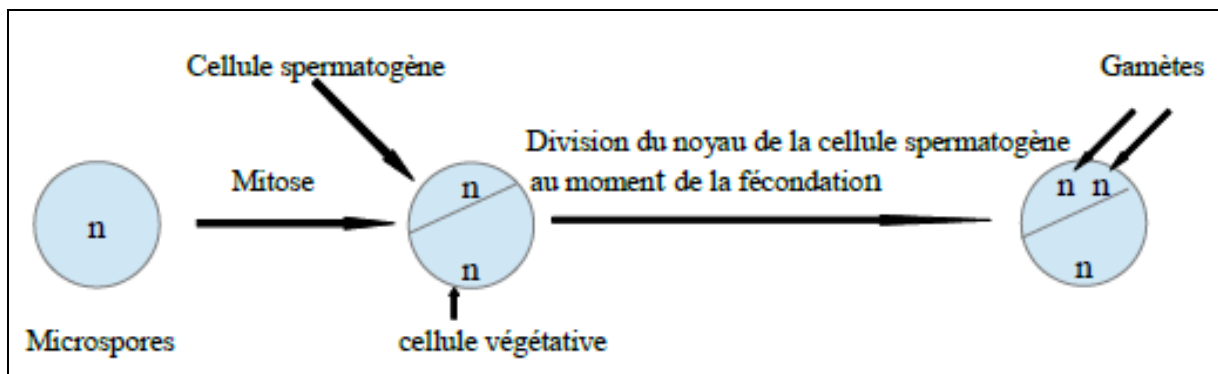 Cellule spermatogène
Gamètes
Division du noyau de la cellule spermatogène
Mitose
au moment de la fécondation
n
n n
n
n
n
Microspores
cellule végétative